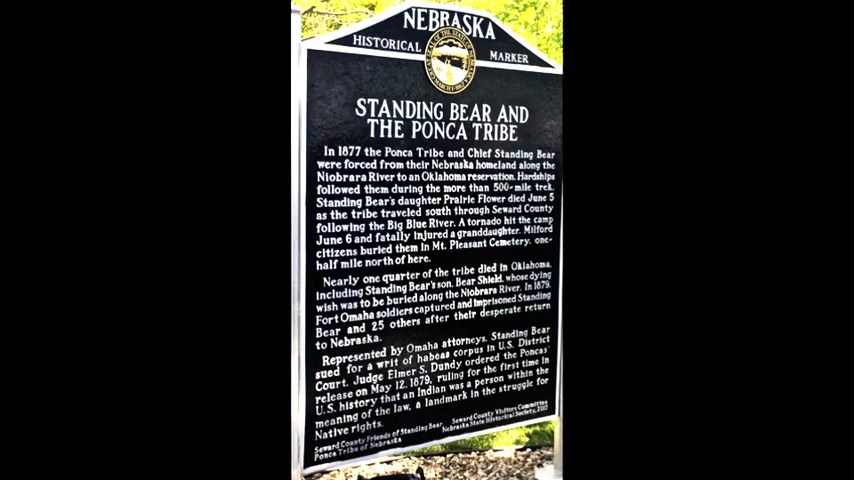 NEBRASKA
HISTORICAL MARKER
STANDING BEAR AND
THE PONCA TRIBE
In 1877 the Ponca Tribe and Chief Standing Bear
were forced from their Nebraska homeland along the
Niobrara River to an Oklahoma reservation. Hardships
followed them during the more than 500-mile trek.
Standing Bear's daughter Prairie Flower died June 5
as the tribe traveled south through Seward County
following the Big Blue River. A tornado hit the camp
June 6 and fatally injured a granddaughter. Milford
citizens buried them in Mt. Pleasant Cemetery, one-
half mile north of here.
Nearly one quarter of the tribe died in Oklahoma,
including Standing Bear's son, Bear Shield, whose dying
wish was to be buried along the Niobrara River. In 1879,
Fort Omaha soldiers captured and imprisoned Standing
Bear and 25 others after their desperate return
to Nebraska.
Represented by Omaha attorneys, Standing Bear
sued for a writ of habeas corpus in U.S. District
Court. Judge Elmer S. Dundy ordered the Poncas'
release on May 12, 1879, ruling for the first time in
U.S. history that an Indian was a person within the
meaning of the law, a landmark in the struggle for
Native rights.
Seward County Friends of Standing Bear Seward County Visitors Committee
Ponca Tribe of Nebraska Nebraska State Historical Society, 2017